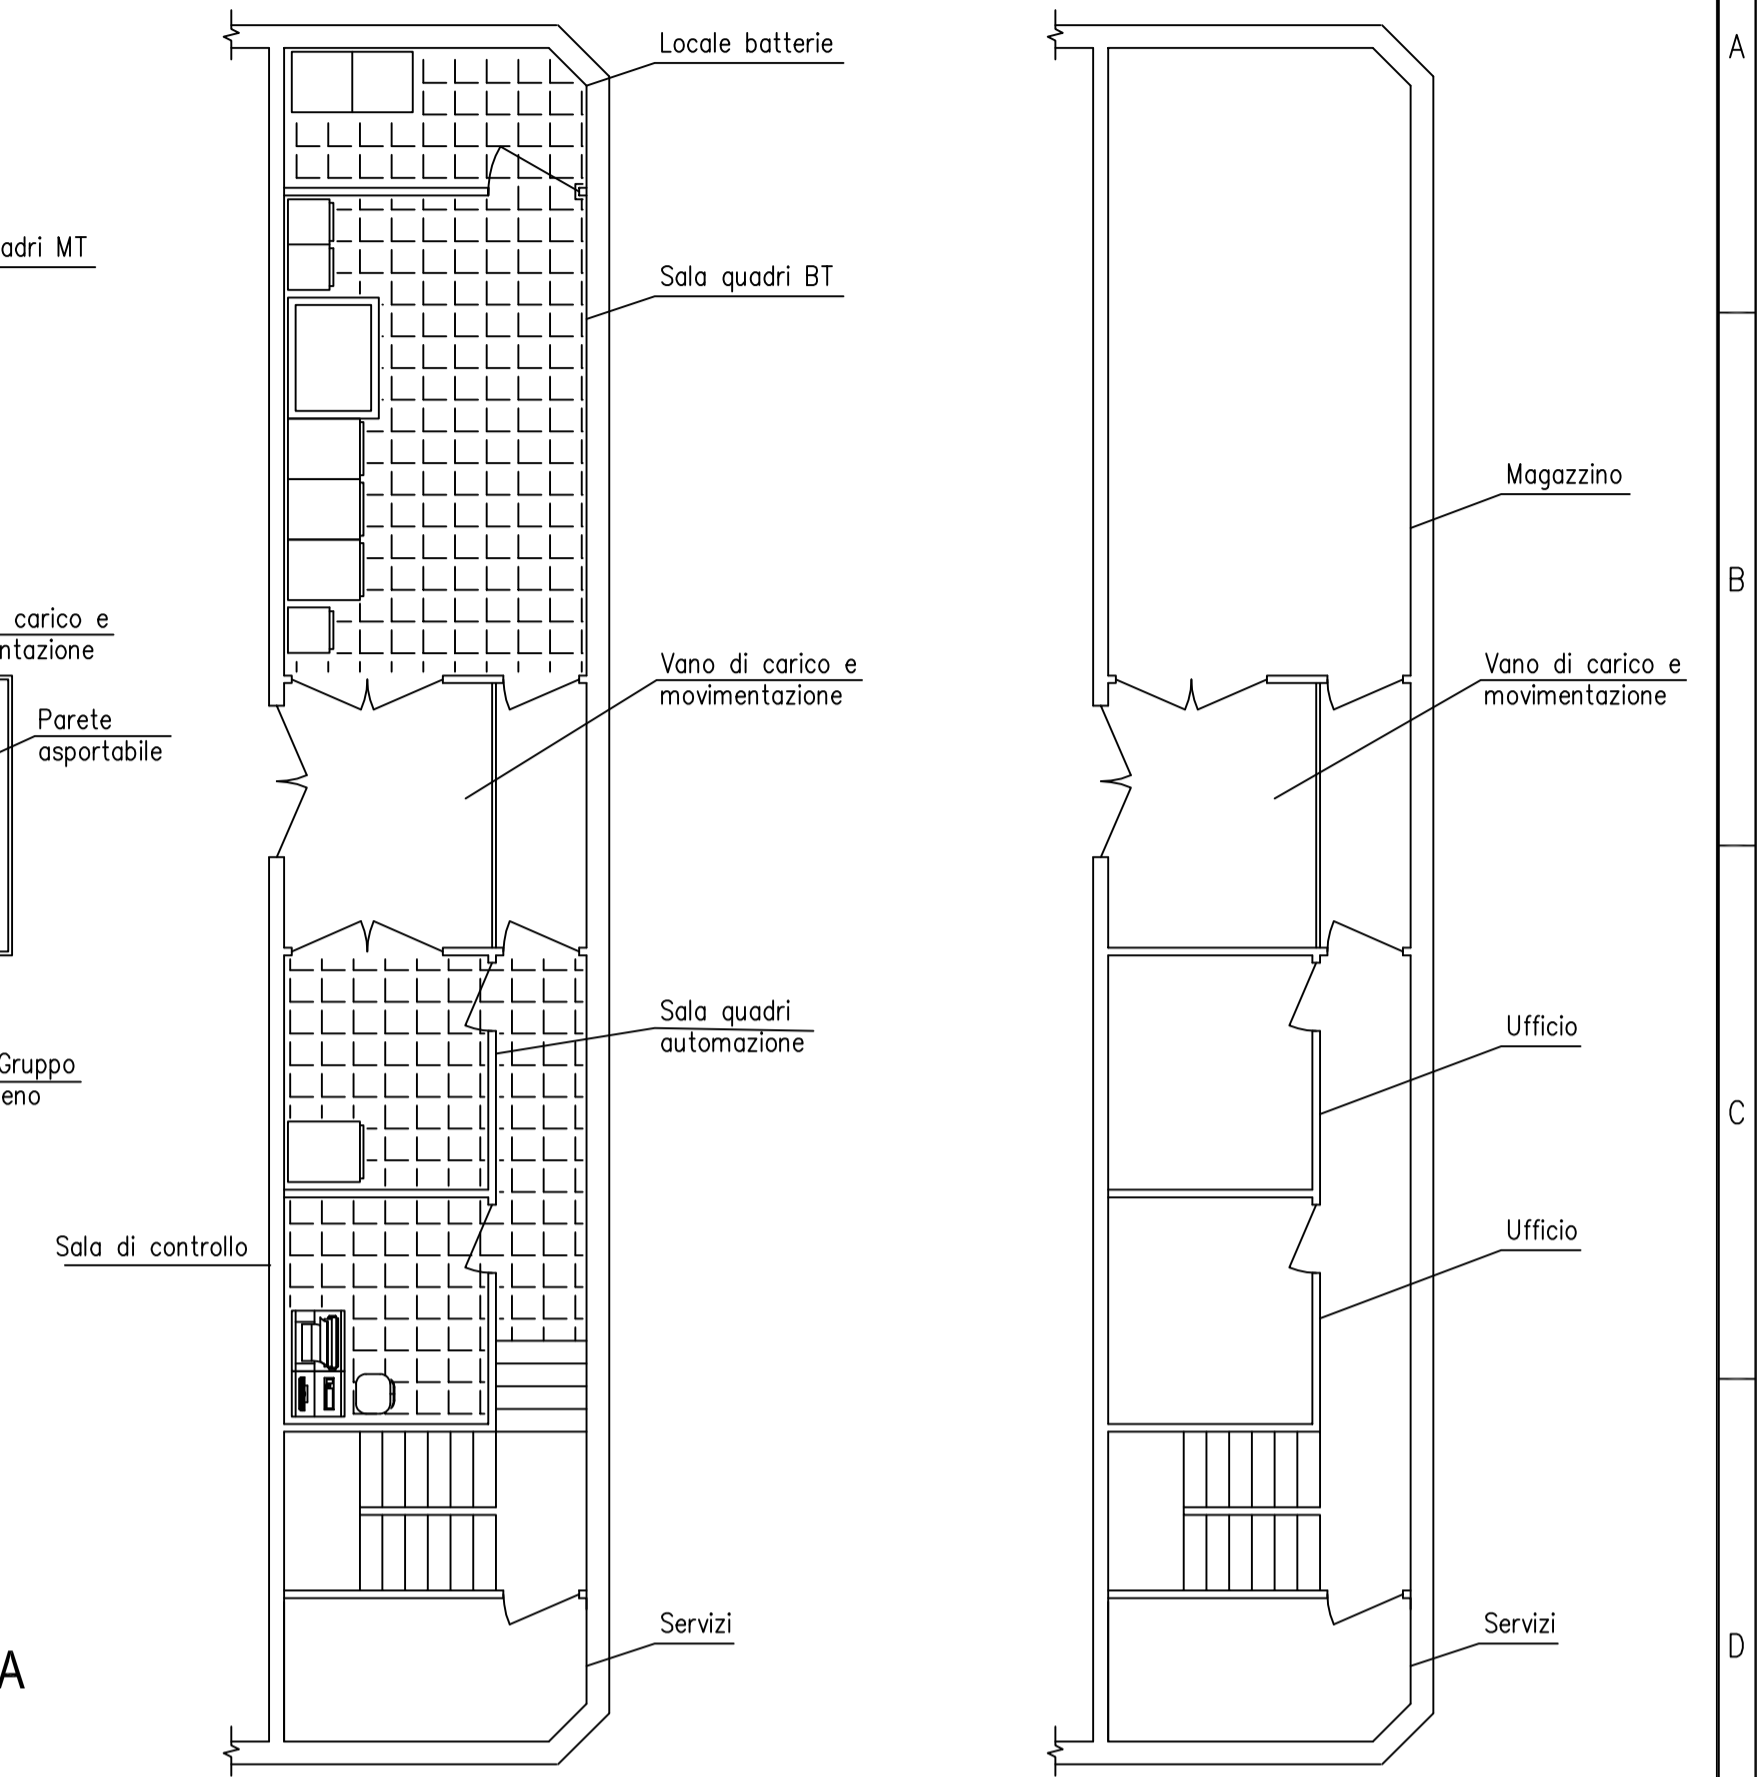 Locale batterie
adri MT
Sala quadri BT
carico e
ntazione
Parete
asportabile
Vano di carico e
movimentazione
Sala quadri
automazione
Gruppo
eno
Sala di controllo
Servizi
A
Magazzino
Vano di carico e
movimentazione
Ufficio
Ufficio
Servizi
A
B
C
D